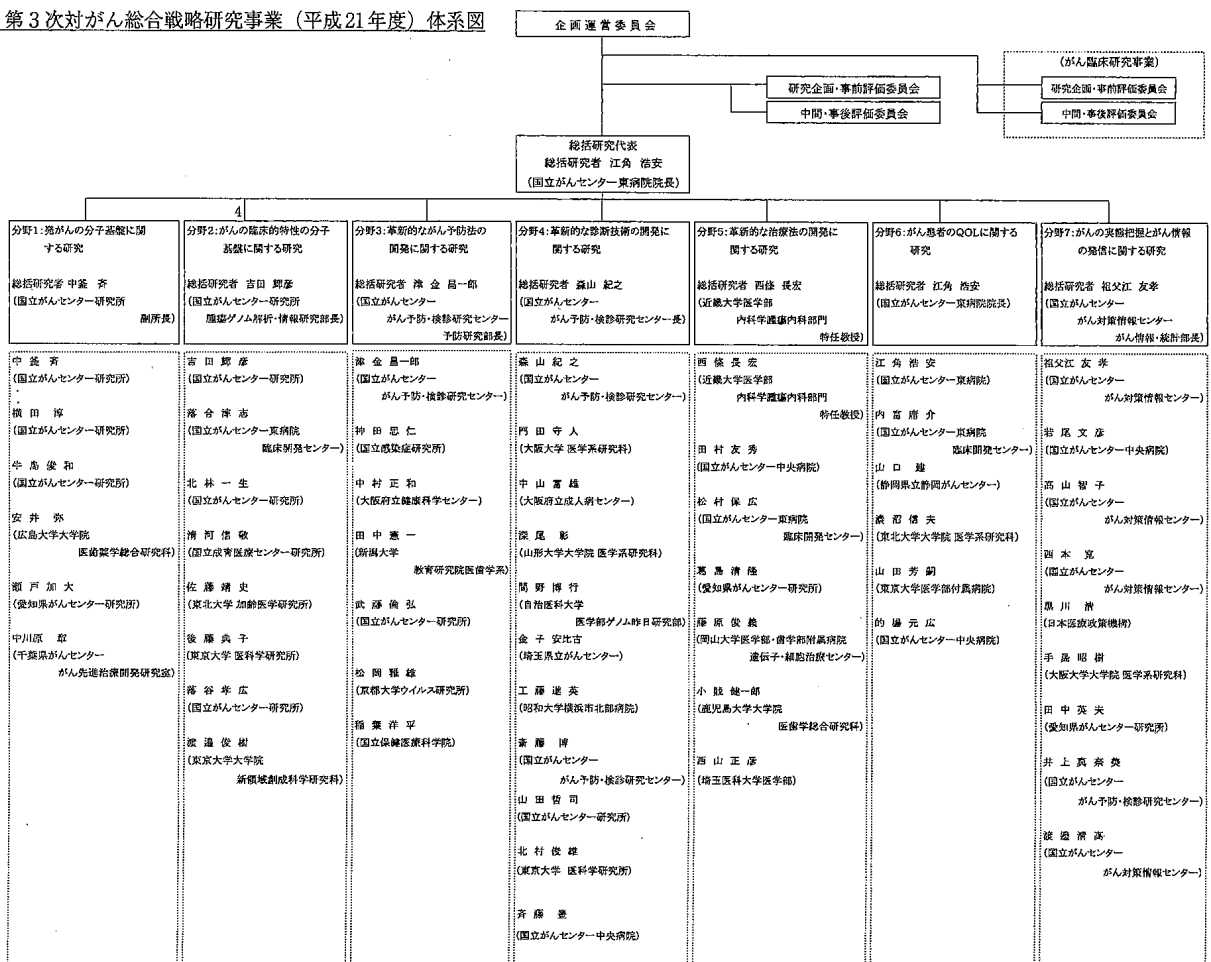 第3次対がん総合戦略研究事業（平成21年度）体系図
企画運営委員会
(がん臨床研究事業)
研究企画・事前評価委員会
中間・事後評価委員会
研究企画・事前評価委員会
中間・事後評価委員会
総括研究代表
総括研究者 江角 浩安
(国立がんセンター東病院院長)
4
分野1:発がんの分子基盤に関
する研究
総括研究者 中釜 斉
(国立がんセンター研究所
副所長)
中釜 斉
(国立がんセンター研究所)
横田 淳
(国立がんセンター研究所)
牛島俊和
(国立がんセンター研究所)
安井 弥
(広島大学大学院
医歯薬学総合研究科)
瀬戸加大
(愛知県がんセンター研究所)
中川原 章
(千葉県がんセンター
がん先進治療開発研究室)
分野2:がんの臨床的特性の分子
基盤に関する研究
総括研究者 吉田 輝彦
(国立がんセンター研究所
腫瘍ゲノム解析・情報研究部長)
吉田輝彦
(国立がんセンター研究所)
落合淳志
(国立がんセンター東病院
臨床開発センター)
北林一生
(国立がんセンター研究所)
清河信敬
(国立成育医療センター研究所)
佐藤靖史
(東北大学 加齢医学研究所)
後藤典子
(東京大学 医科学研究所)
落谷孝広
(国立がんセンター研究所)
渡邉俊樹
(東京大学大学院
新領域創成科学研究科)
分野3:革新的ながん予防法の
開発に関する研究
総括研究者 津金 昌一郎
(国立がんセンター
がん予防・検診研究センター
予防研究部長)
津金昌一郎
(国立がんセンター
がん予防・検診研究センター)
神田忠仁
(国立感染症研究所)
中村正和
(大阪府立健康科学センター)
田中憲一
(新潟大学
教育研究院医歯学系)
武藤倫弘
(国立がんセンター研究所)
松岡雅雄
(京都大学ウイルス研究所)
稲葉洋平
(国立保健医療科学院)
分野4:革新的な診断技術の開発に
関する研究
総括研究者 森山 紀之
(国立がんセンター
がん予防・検診研究センター長)
森山紀之
(国立がんセンター
がん予防・検診研究センター)
門田守人
(大阪大学 医学系研究科)
中山富雄
(大阪府立成人病センター)
深尾 彰
(山形大学大学院 医学系研究科)
間野博行
(自治医科大学
医学部ゲノム昨日研究部)
金子安比古
(埼玉県立がんセンター)
工藤進英
(昭和大学横浜市北部病院)
斎藤 博
(国立がんセンター
がん予防・検診研究センター)
山田哲司
(国立がんセンター研究所)
北村俊雄
(東京大学 医科学研究所)
斉藤 豊
(国立がんセンター中央病院)
分野5:革新的な治療法の開発に
関する研究
総括研究者 西條 長宏
(近畿大学医学部
内科学腫瘍内科部門
特任教授)
西條長宏
(近畿大学医学部
内科学腫瘍内科部門
特任教授)
田村友秀
(国立がんセンター中央病院)
松村保広
(国立がんセンター東病院
臨床開発センター)
葛島清隆
(愛知県がんセンター研究所)
藤原俊義
(岡山大学医学部・歯学部附属病院
遺伝子・細胞治療センター)
小戝健一郎
(鹿児島大学大学院
医歯学総合研究科)
西山正彦
(埼玉医科大学医学部)
分野6:がん患者のQOLに関する
研究
総括研究者 江角 浩安
(国立がんセンター東病院院長)
江角浩安
(国立がんセンター東病院)
内富庸介
(国立がんセンター東病院
臨床開発センター)
山口 建
(静岡県立静岡がんセンター)
濃沼信夫
(東北大学大学院 医学系研究科)
山田芳嗣
(東京大学医学部付属病院)
的場元広
(国立がんセンター中央病院)
分野7:がんの実態把握とがん情報
の発信に関する研究
総括研究者 祖父江 友孝
(国立がんセンター
がん対策情報センター
がん情報・統計部長)
祖父江友孝
(国立がんセンター
がん対策情報センター)
若尾文彦
(国立がんセンター中央病院)
高山智子
(国立がんセンター
がん対策情報センター)
西本 寛
(国立がんセンター
がん対策情報センター)
黒川 清
(日本医療政策機構)
手島昭樹
(大阪大学大学院 医学系研究科)
田中英夫
(愛知県がんセンター研究所)
井上真奈美
(国立がんセンター
がん予防・検診研究センター)
渡邊清高
(国立がんセンター
がん対策情報センター)